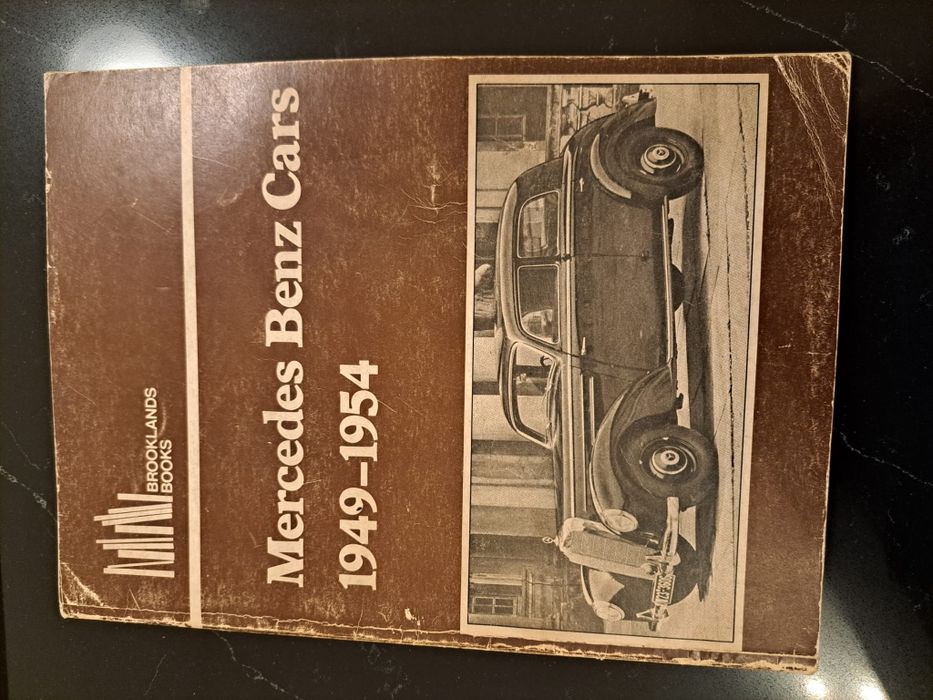 BROOKLANDS
BOOKS
Mercedes Benz Cars
1949–1954